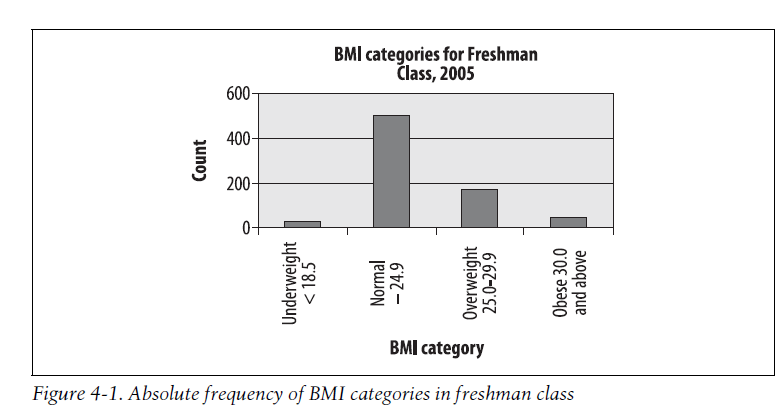 BMI categories for Freshman
Class, 2005
600
400
200
0
Count
Underweight
< 18.5
Normal
– 24.9
Overweight
25.0–29.9
Obese 30.0
and above
BMI category
Figure 4-1. Absolute frequency of BMI categories in freshman class